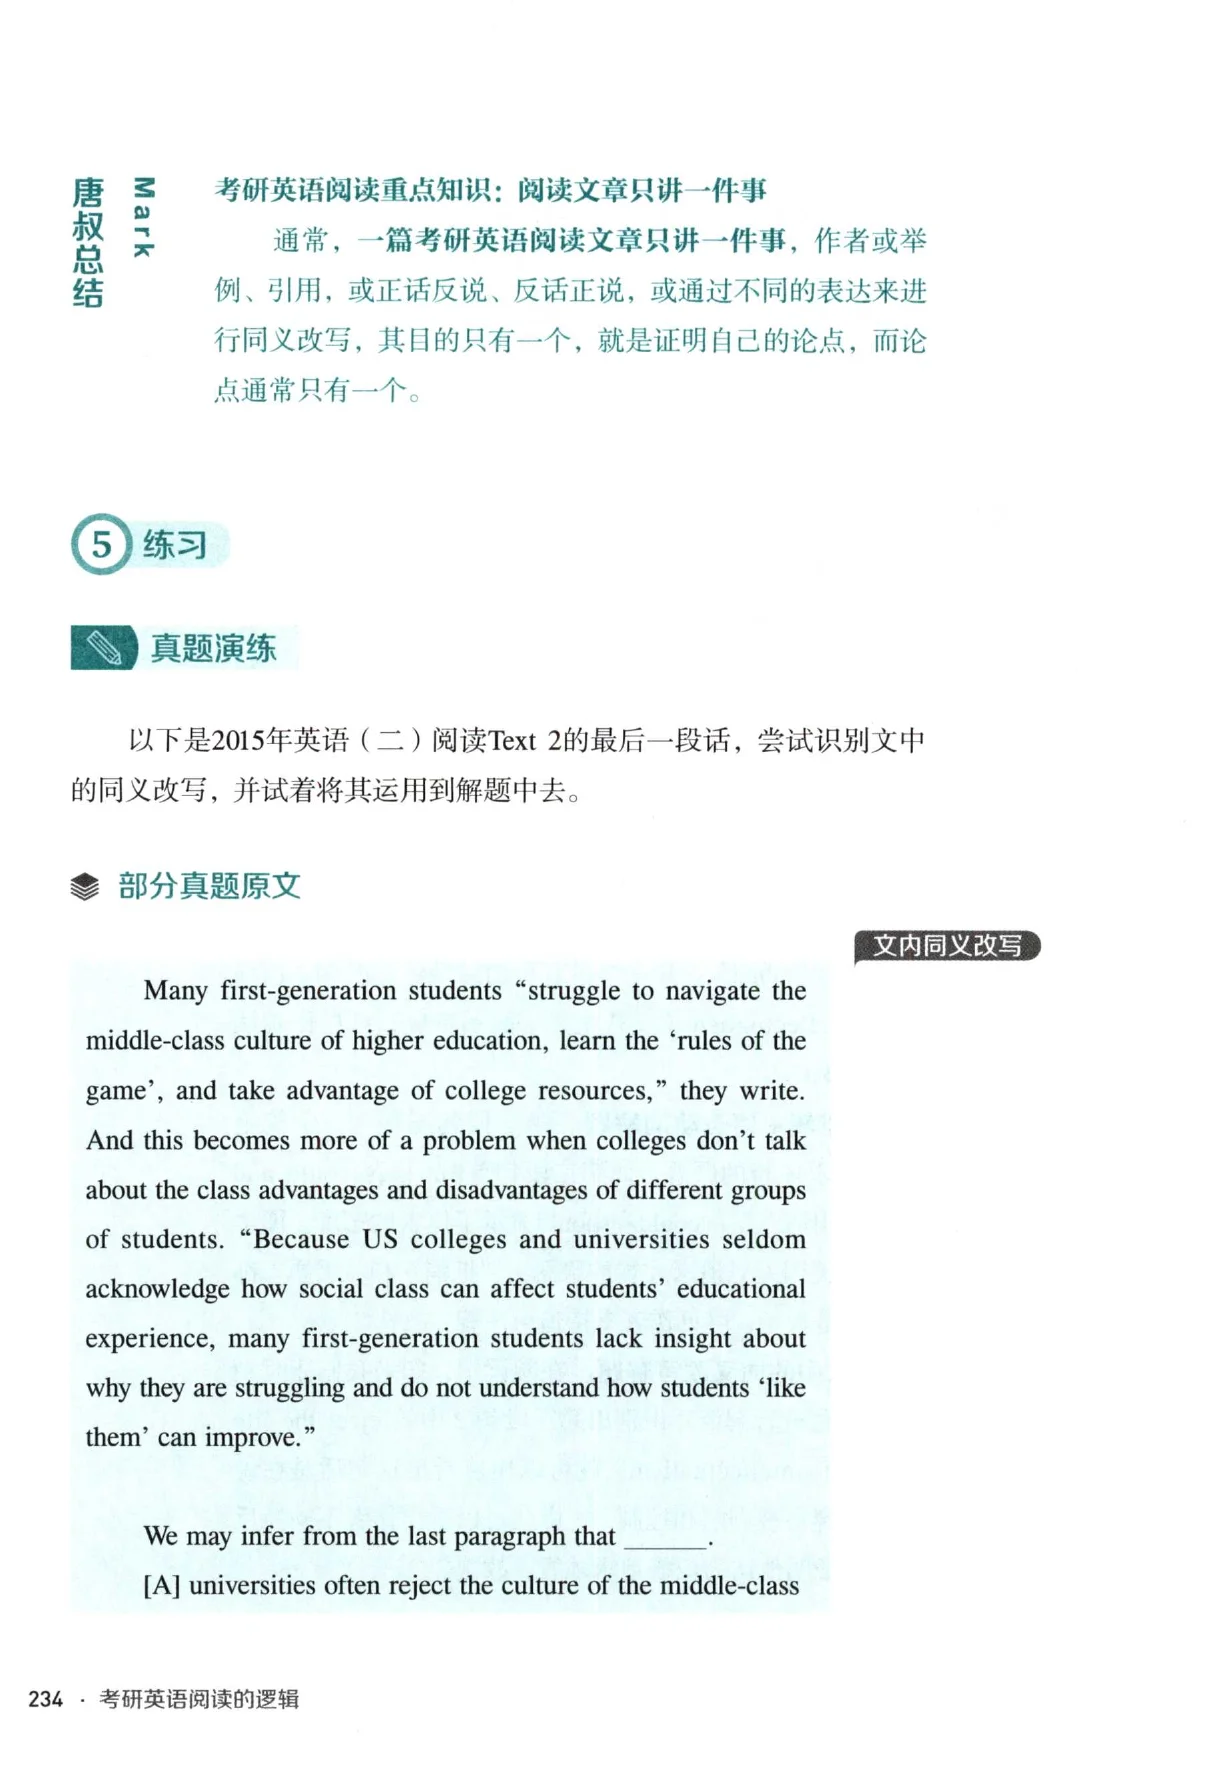 唐叔总结
Mark
考研英语阅读重点知识：阅读文章只讲一件事
通常，一篇考研英语阅读文章只讲一件事，作者或举
例、引用，或正话反说、反话正说，或通过不同的表达来进
行同义改写，其目的只有一个，就是证明自己的论点，而论
点通常只有一个。
5 练习
真题演练
以下是2015年英语（二）阅读Text 2的最后一段话，尝试识别文中
的同义改写，并试着将其运用到解题中去。
部分真题原文
文内同义改写
Many first-generation students “struggle to navigate the
middle-class culture of higher education, learn the ‘rules of the
game’, and take advantage of college resources,” they write.
And this becomes more of a problem when colleges don’t talk
about the class advantages and disadvantages of different groups
of students. “Because US colleges and universities seldom
acknowledge how social class can affect students’ educational
experience, many first-generation students lack insight about
why they are struggling and do not understand how students ‘like
them’ can improve.”
We may infer from the last paragraph that ______.
[A] universities often reject the culture of the middle-class
234 · 考研英语阅读的逻辑